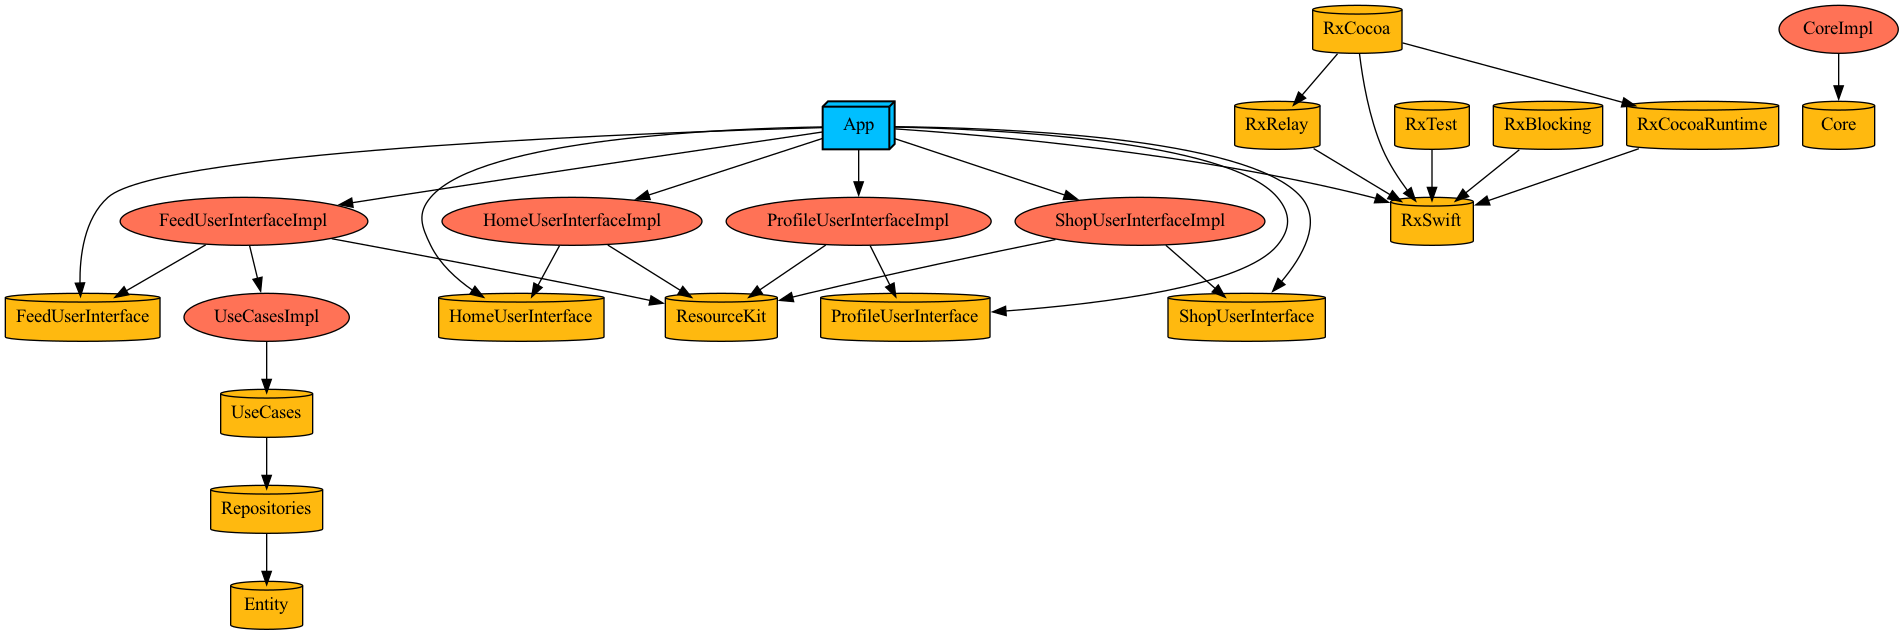 RxCocoa
CoreImpl
App
RxRelay
RxTest
RxBlocking
RxCocoaRuntime
Core
FeedUserInterfaceImpl
HomeUserInterfaceImpl
ProfileUserInterfaceImpl
ShopUserInterfaceImpl
RxSwift
FeedUserInterface
UseCasesImpl
HomeUserInterface
ResourceKit
ProfileUserInterface
ShopUserInterface
UseCases
Repositories
Entity